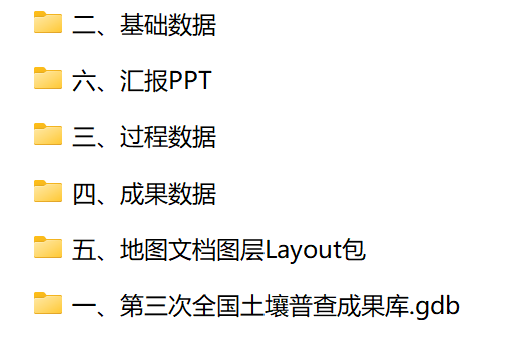 二、基础数据
六、汇报PPT
三、过程数据
四、成果数据
五、地图文档图层Layout包
一、第三次全国土壤普查成果库.gdb